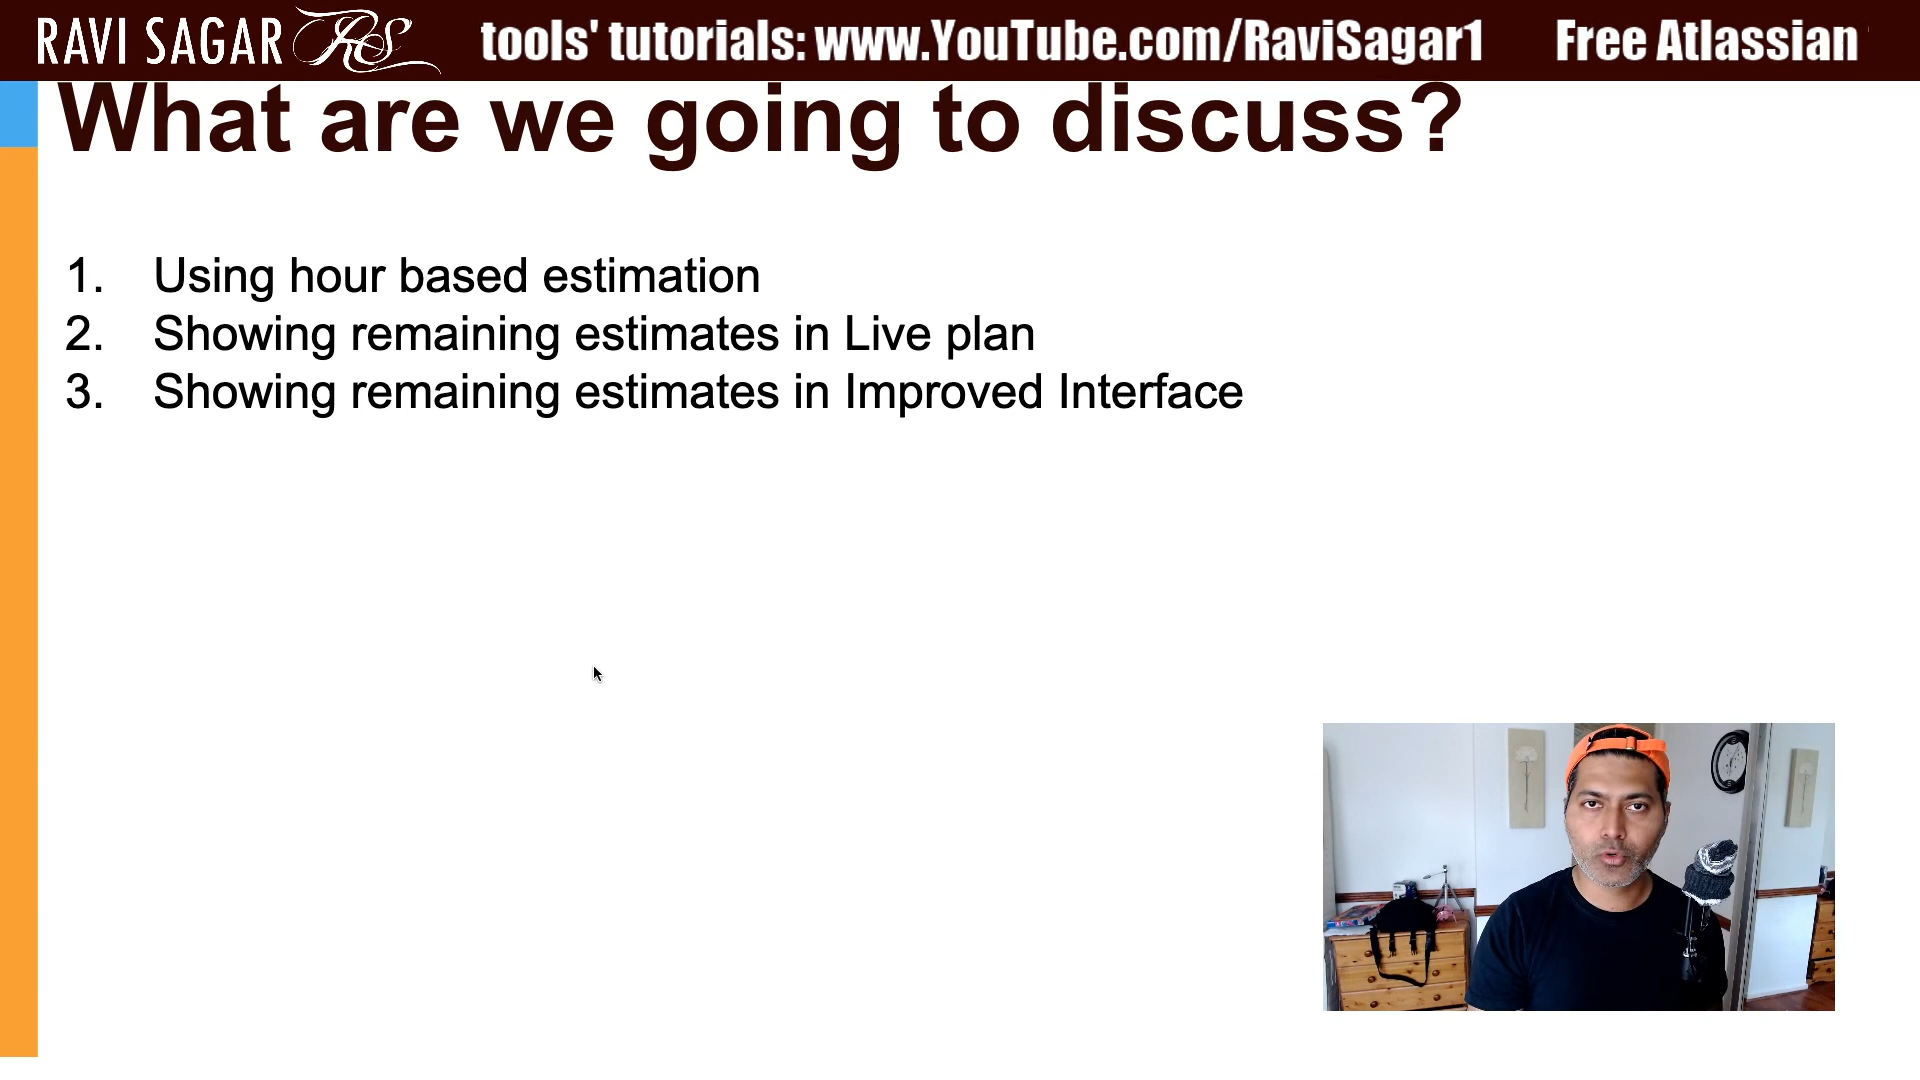 RAVI SAGAR RS tools' tutorials: www.YouTube.com/RaviSagar1 Free Atlassian
What are we going to discuss?
1. Using hour based estimation
2. Showing remaining estimates in Live plan
3. Showing remaining estimates in Improved Interface